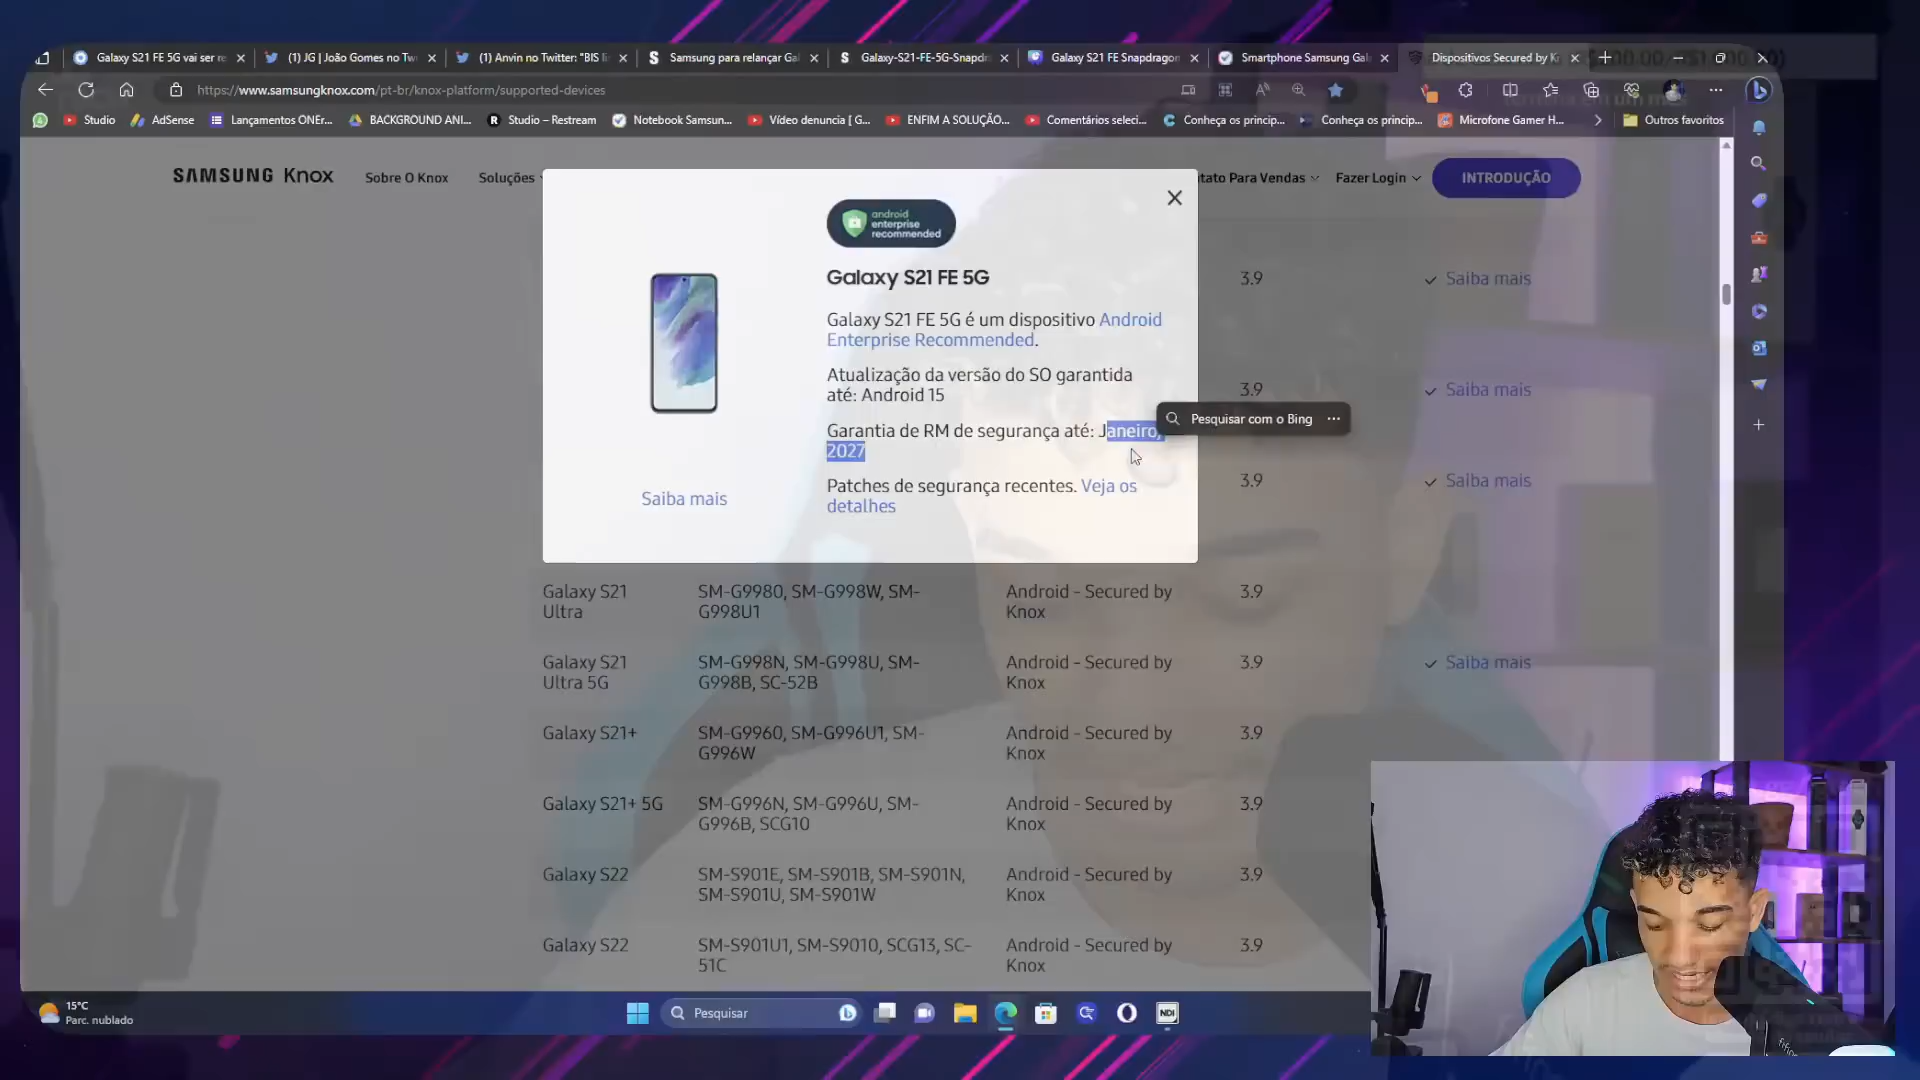 Galaxy S21 FE 5G vai ser re
(1) JG | João Gomes no Tw
(1) Anvin no Twitter: "BIS li
Samsung para relançar Gal
Galaxy-S21-FE-5G-Snapdr
Galaxy S21 FE Snapdragon
Smartphone Samsung Gal
Dispositivos Secured by K
https://www.samsungknox.com/pt-br/knox-platform/supported-devices
Studio
AdSense
Lançamentos ONEr...
BACKGROUND ANI...
Studio – Restream
Notebook Samsun...
Vídeo denuncia [ G...
ENFIM A SOLUÇÃO...
Comentários seleci...
Conheça os princip...
Conheça os princip...
Microfone Gamer H...
Outros favoritos
SAMSUNG Knox
Sobre O Knox
Soluções
tato Para Vendas
Fazer Login
INTRODUÇÃO
android
enterprise
recommended
Galaxy S21 FE 5G
Galaxy S21 FE 5G é um dispositivo Android
Enterprise Recommended.
Atualização da versão do SO garantida
até: Android 15
Garantia de RM de segurança até: Janeiro,
2027
Patches de segurança recentes. Veja os
detalhes
Saiba mais
Pesquisar com o Bing
3.9 Saiba mais
3.9 Saiba mais
3.9 Saiba mais
Galaxy S21 SM-G9980, SM-G998W, SM- Android - Secured by 3.9
Ultra G998U1 Knox
Galaxy S21 SM-G998N, SM-G998U, SM- Android - Secured by 3.9 Saiba mais
Ultra 5G G998B, SC-52B Knox
Galaxy S21+ SM-G9960, SM-G996U1, SM- Android - Secured by 3.9
G996W Knox
Galaxy S21+ 5G SM-G996N, SM-G996U, SM- Android - Secured by 3.9
G996B, SCG10 Knox
Galaxy S22 SM-S901E, SM-S901B, SM-S901N, Android - Secured by 3.9
SM-S901U, SM-S901W Knox
Galaxy S22 SM-S901U1, SM-S9010, SCG13, SC- Android - Secured by 3.9
51C Knox
15°C
Parc. nublado
Pesquisar
NDI